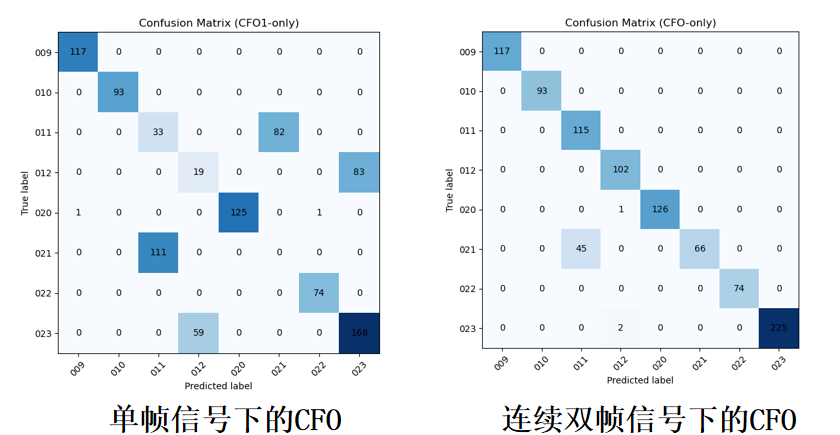 Confusion Matrix (CFO1-only)
True label
009 117 0 0 0 0 0 0 0
010 0 93 0 0 0 0 0 0
011 0 0 33 0 0 82 0 0
012 0 0 0 19 0 0 0 83
020 1 0 0 0 125 0 1 0
021 0 0 111 0 0 0 0 0
022 0 0 0 0 0 0 74 0
023 0 0 0 59 0 0 0 168
009 010 011 012 020 021 022 023
Predicted label
单帧信号下的CFO
Confusion Matrix (CFO-only)
True label
009 117 0 0 0 0 0 0 0
010 0 93 0 0 0 0 0 0
011 0 0 115 0 0 0 0 0
012 0 0 0 102 0 0 0 0
020 0 0 0 1 126 0 0 0
021 0 0 45 0 0 66 0 0
022 0 0 0 0 0 0 74 0
023 0 0 0 2 0 0 0 225
009 010 011 012 020 021 022 023
Predicted label
连续双帧信号下的CFO